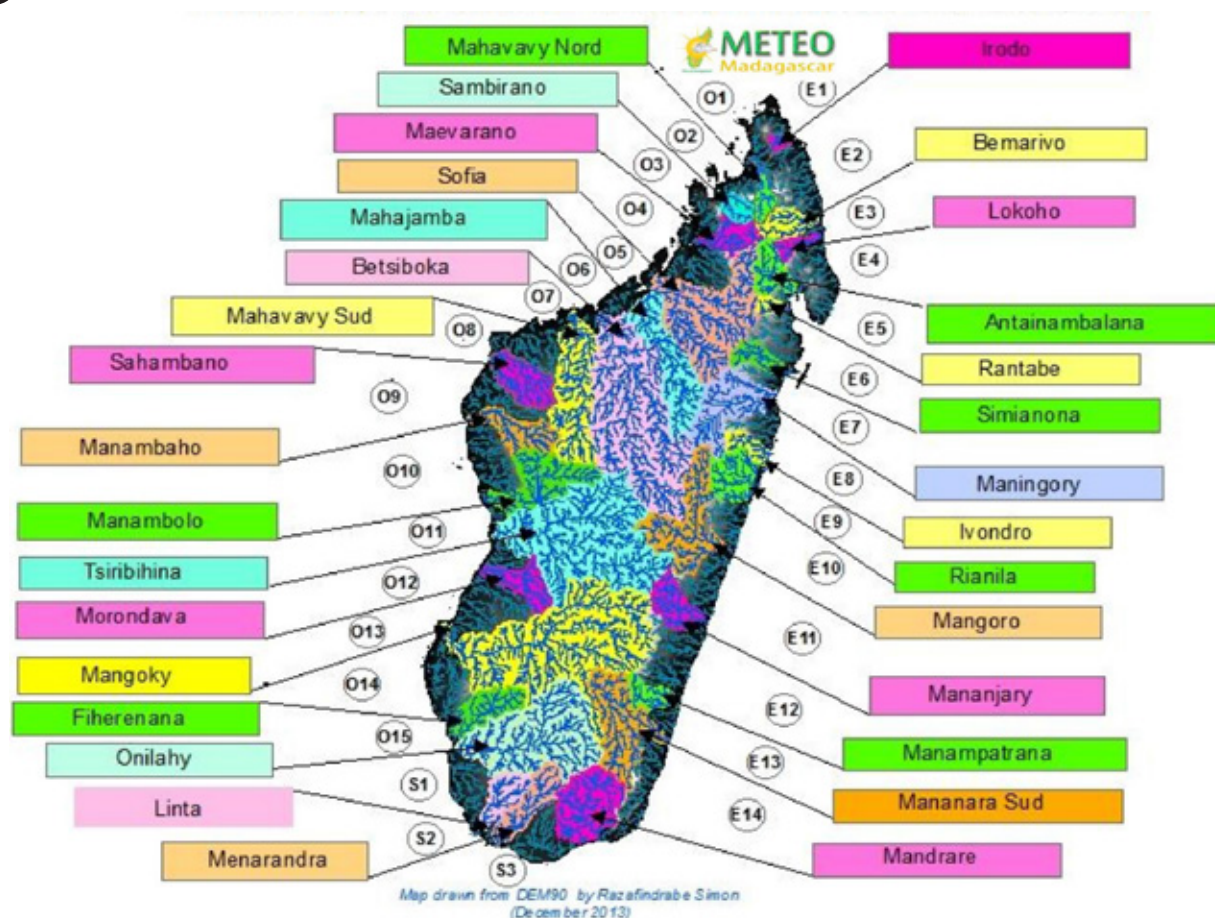 METEO
Madagascar
Mahavavy Nord
Sambirano
Maevarano
Sofia
Mahajamba
Betsiboka
Mahavavy Sud
Sahambano
Manambaho
Manambolo
Tsiribihina
Morondava
Mangoky
Fiherenana
Onilahy
Linta
Menarandra
O1
O2
O3
O4
O5
O6
O7
O8
O9
O10
O11
O12
O13
O14
O15
S1
S2
S3
E1
E2
E3
E4
E5
E6
E7
E8
E9
E10
E11
E12
E13
E14
Irodo
Bemarivo
Lokoho
Antainambalana
Rantabe
Simianona
Maningory
Ivondro
Rianila
Mangoro
Mananjary
Manampatrana
Mananara Sud
Mandrare
Map drawn from DEM90 by Razafindrabe Simon
(December 2013)